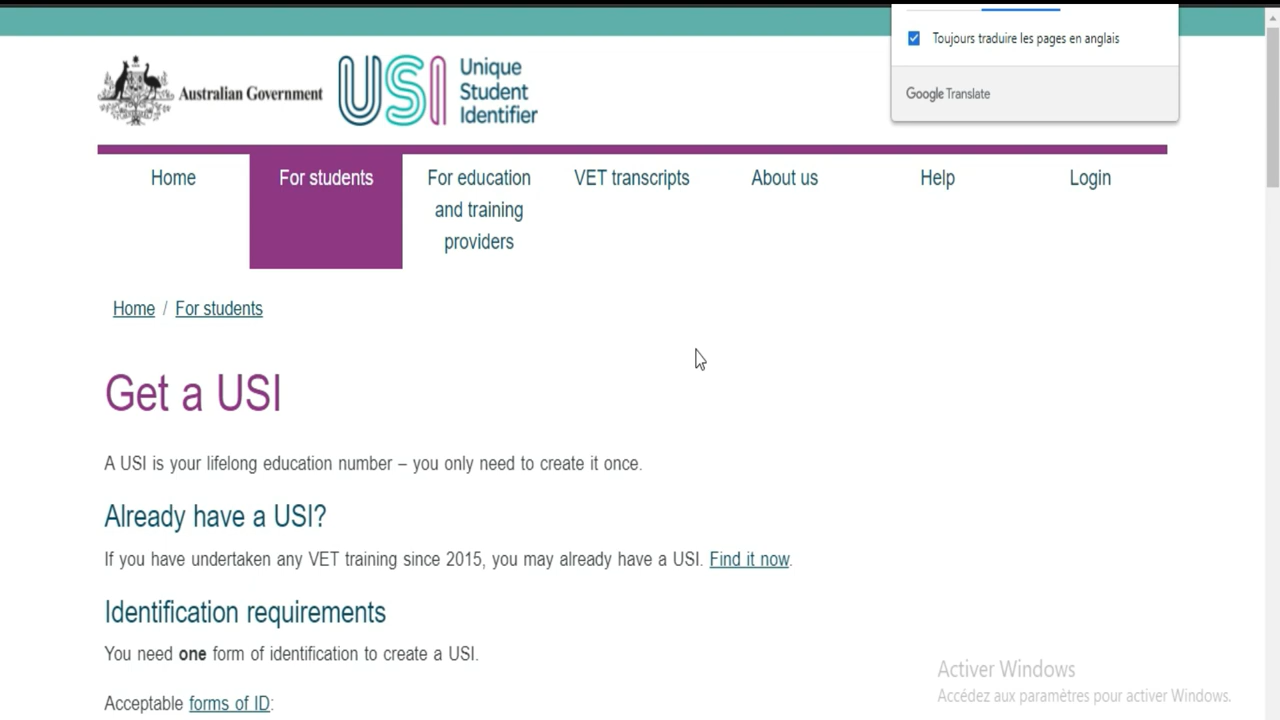 Toujours traduire les pages en anglais
Google Translate
Australian Government
USI
Unique
Student
Identifier
Home
For students
For education
and training
providers
VET transcripts
About us
Help
Login
Home / For students
Get a USI
A USI is your lifelong education number – you only need to create it once.
Already have a USI?
If you have undertaken any VET training since 2015, you may already have a USI. Find it now.
Identification requirements
You need one form of identification to create a USI.
Acceptable forms of ID:
Activer Windows
Accédez aux paramètres pour activer Windows.